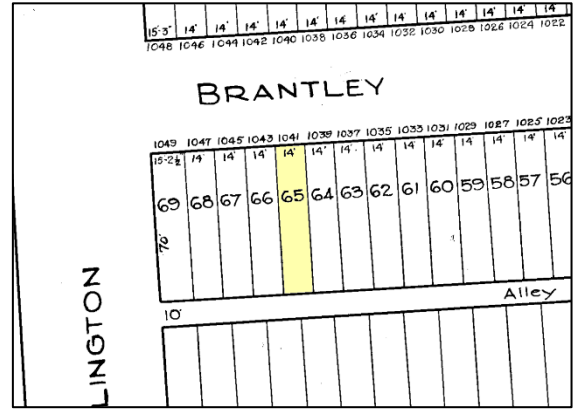 15-3" 14' 14' 14' 14' 14' 14' 14' 14' 14' 14' 14' 14'
1048 1046 1044 1042 1040 1038 1036 1034 1032 1030 1028 1026 1024 1022
BRANTLEY
1049 1047 1045 1043 1041 1039 1037 1035 1033 1031 1029 1027 1025 1023
15-2½ 14' 14' 14' 14' 14' 14' 14' 14' 14' 14' 14' 14' 14'
69 68 67 66 65 64 63 62 61 60 59 58 57 56
70'
Alley
10'
LINGTON